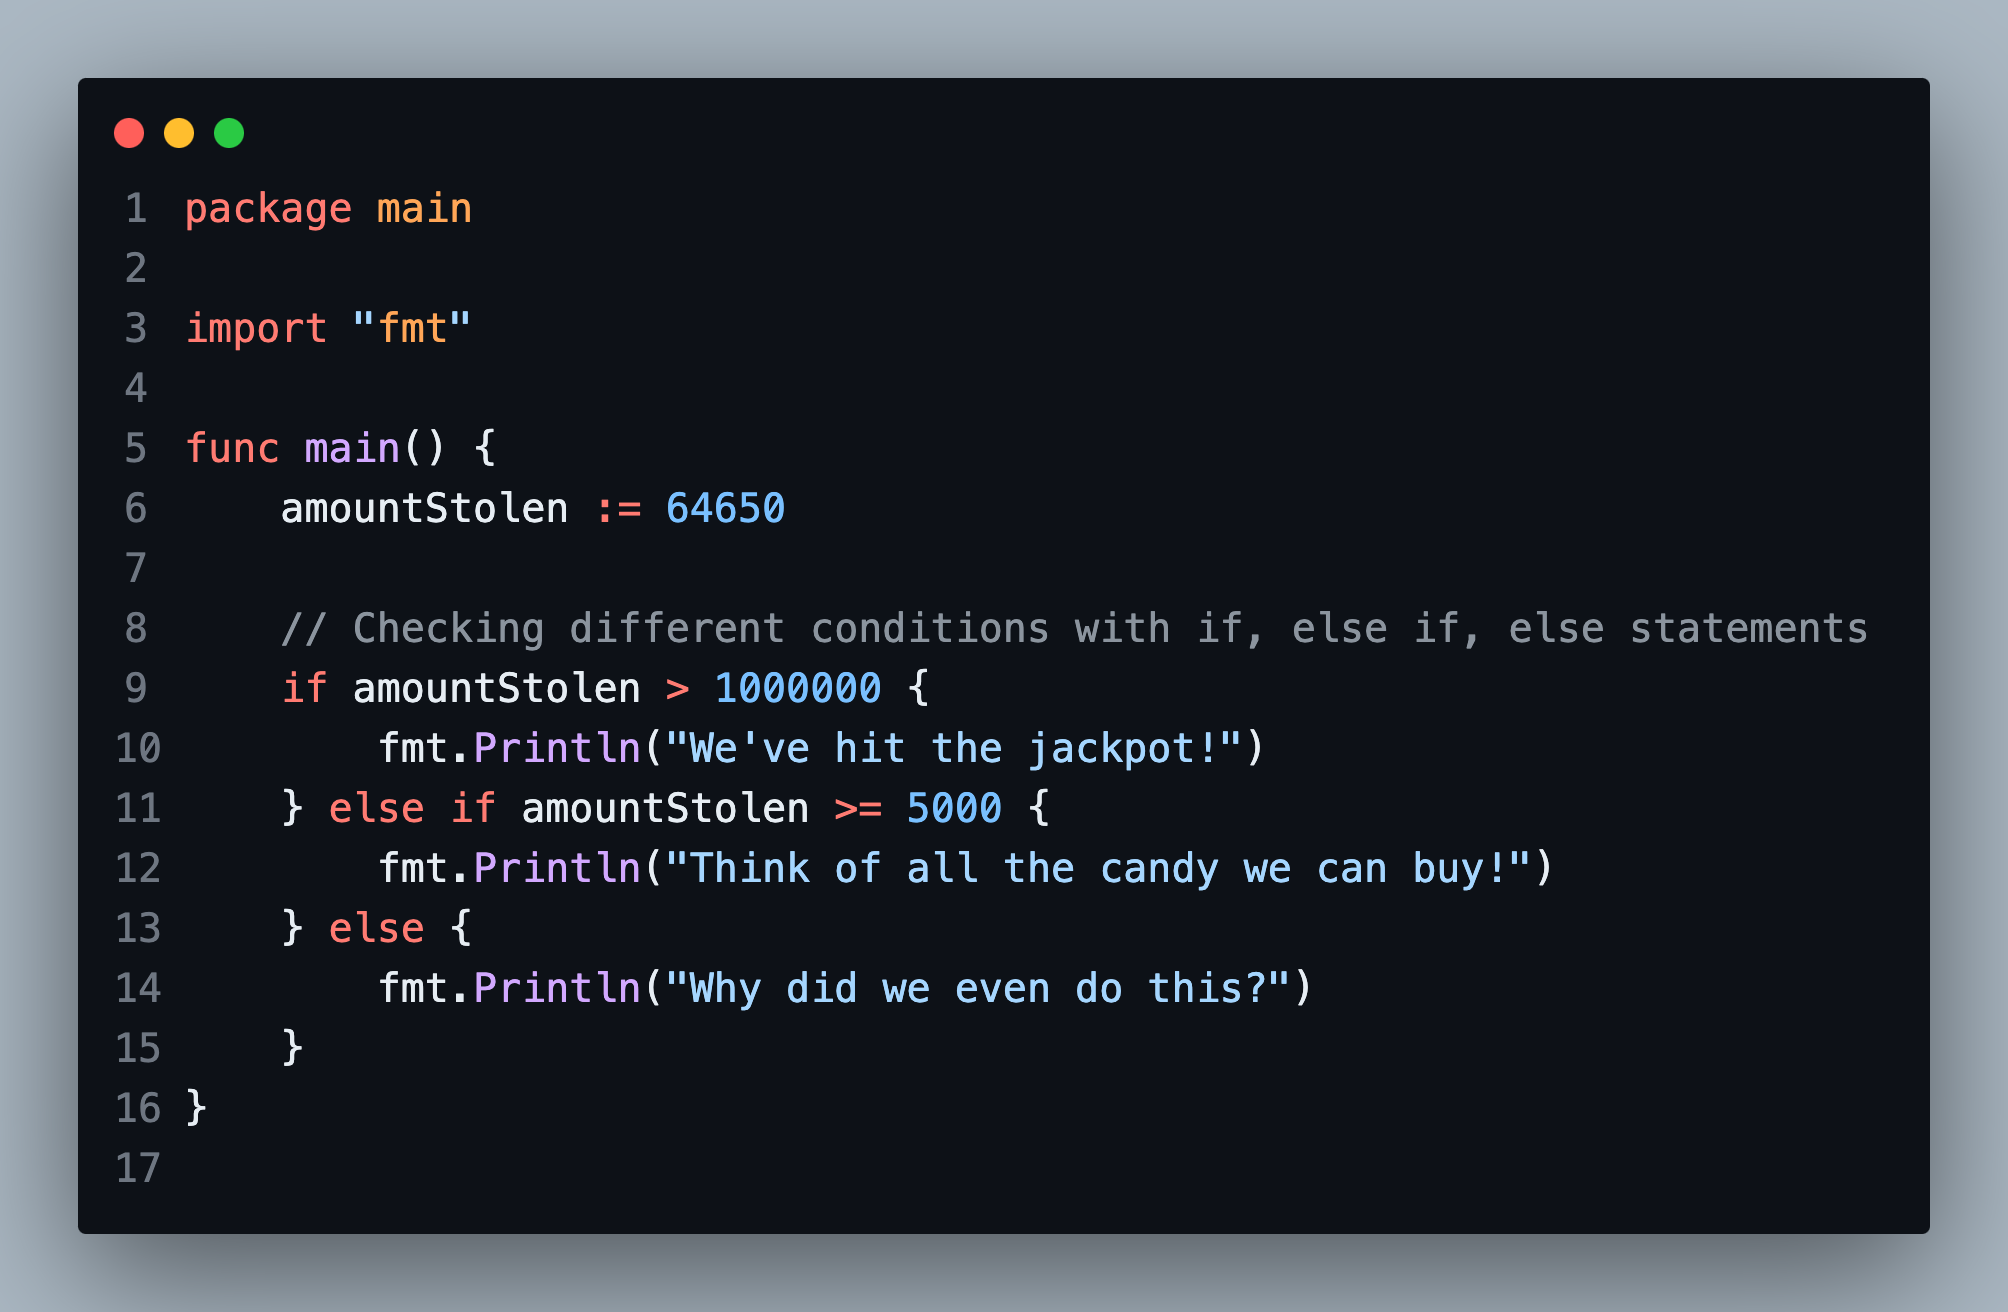 1 package main
2
3 import "fmt"
4
5 func main() {
6     amountStolen := 64650
7
8     // Checking different conditions with if, else if, else statements
9     if amountStolen > 1000000 {
10         fmt.Println("We've hit the jackpot!")
11     } else if amountStolen >= 5000 {
12         fmt.Println("Think of all the candy we can buy!")
13     } else {
14         fmt.Println("Why did we even do this?")
15     }
16 }
17